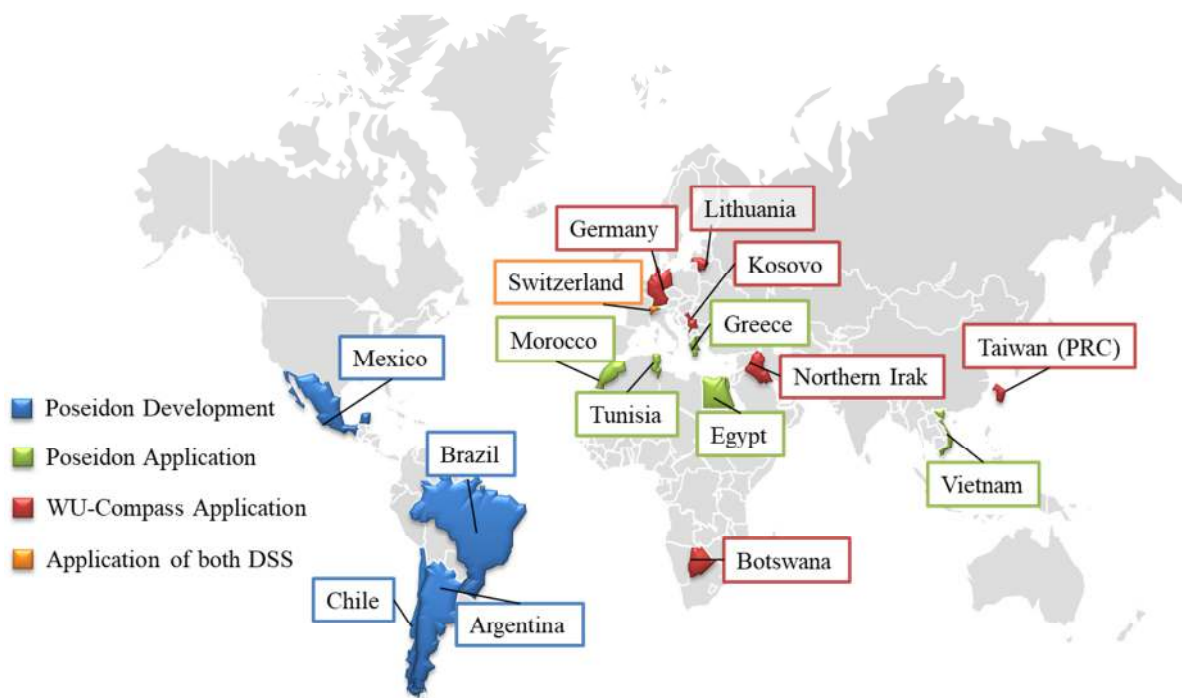 Lithuania
Germany
Kosovo
Switzerland
Greece
Morocco
Taiwan (PRC)
Mexico
Northern Irak
Poseidon Development
Tunisia
Egypt
Poseidon Application
Brazil
Vietnam
WU-Compass Application
Application of both DSS
Botswana
Chile
Argentina